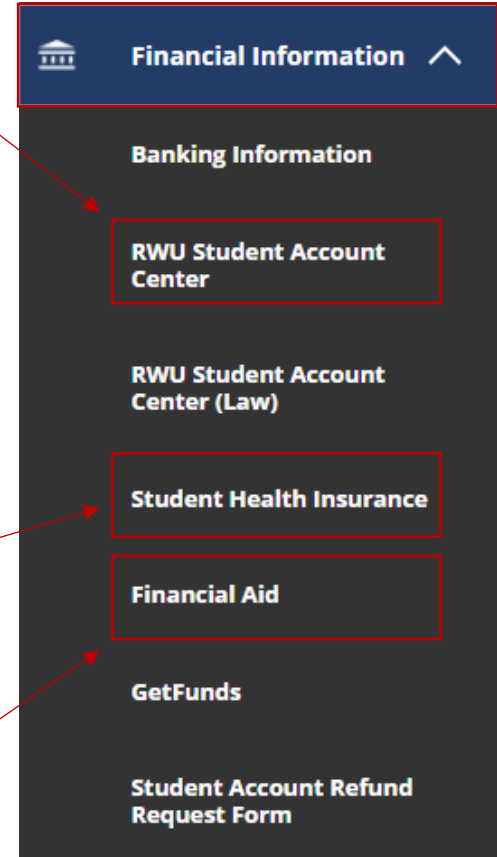 Financial Information
Banking Information
RWU Student Account
Center
RWU Student Account
Center (Law)
Student Health Insurance
Financial Aid
GetFunds
Student Account Refund
Request Form